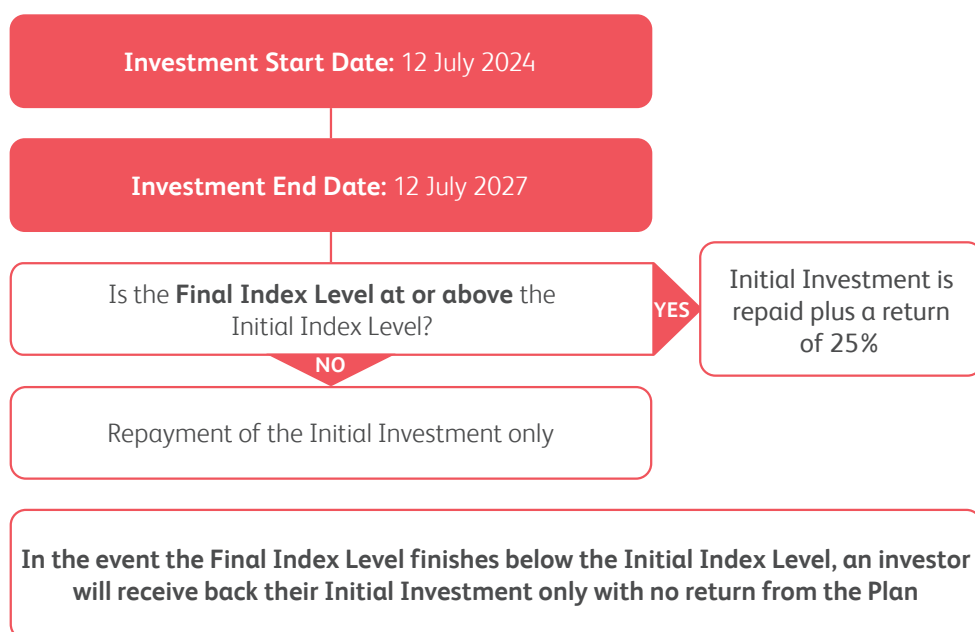 Investment Start Date: 12 July 2024
Investment End Date: 12 July 2027
Is the Final Index Level at or above the
Initial Index Level?
YES
Initial Investment is
repaid plus a return
of 25%
NO
Repayment of the Initial Investment only
In the event the Final Index Level finishes below the Initial Index Level, an investor
will receive back their Initial Investment only with no return from the Plan